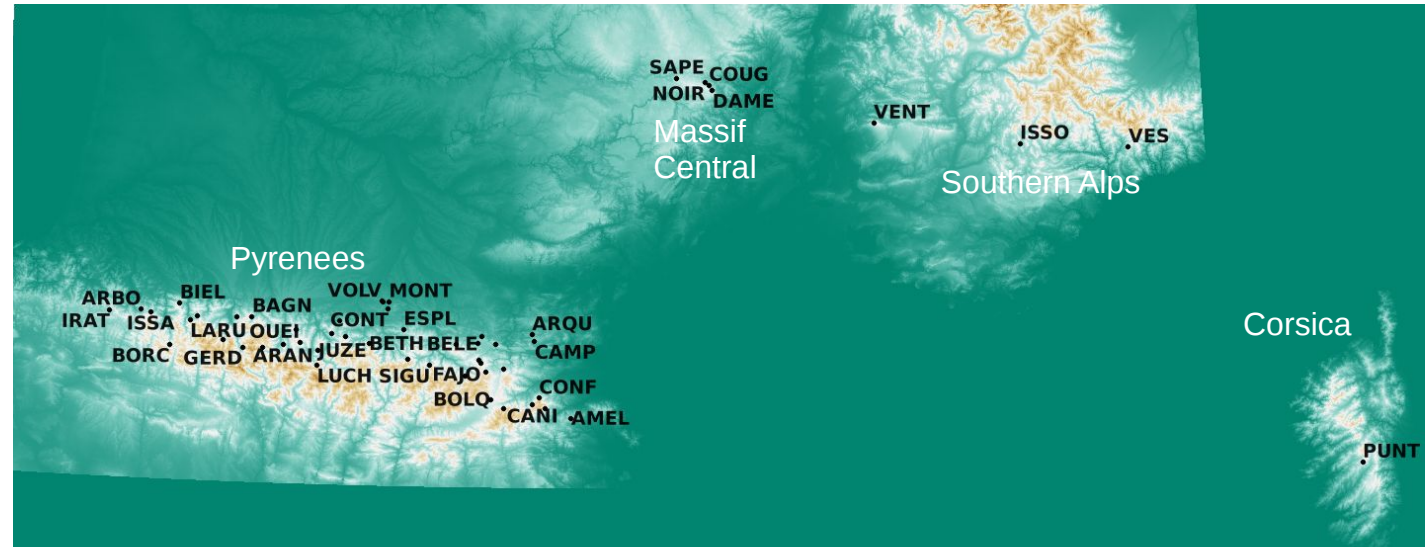 SAPE
COUG
NOIR
DAME
Massif
Central
VENT
ISSO
VES
Southern Alps
Pyrenees
ARBO
BIEL
BAGN
VOLV
MONT
IRAT
ISSA
LARU
OUEI
CONT
ESPL
ARQU
BORC
GERD
ARAN
JUZE
BETH
BELE
CAMP
LUCH
SIGU
FAJO
BOLQ
CONF
CANI
AMEL
Corsica
PUNT